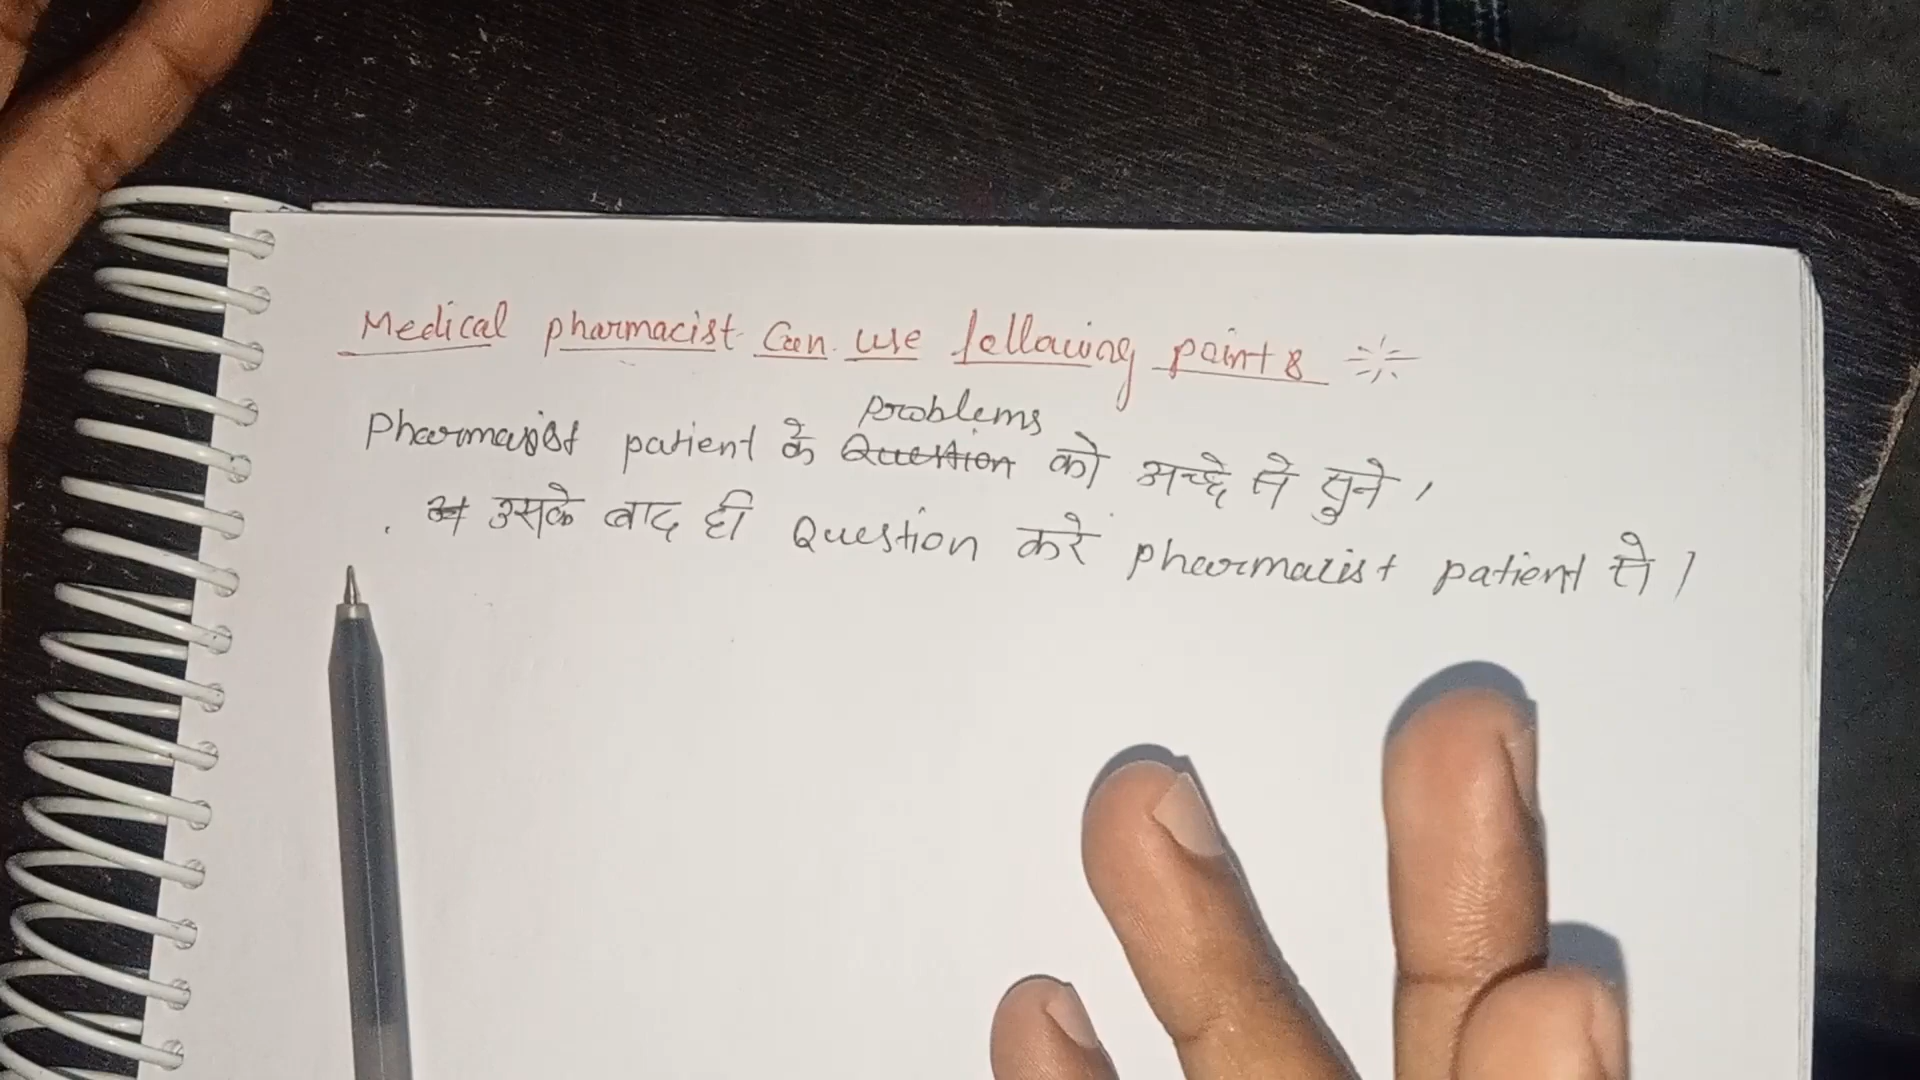 Medical pharmacist Can use following points
Pharmacist patient के Question problems को अच्छे से सुने,
उसके बाद ही Question करे pharmacist patient से।